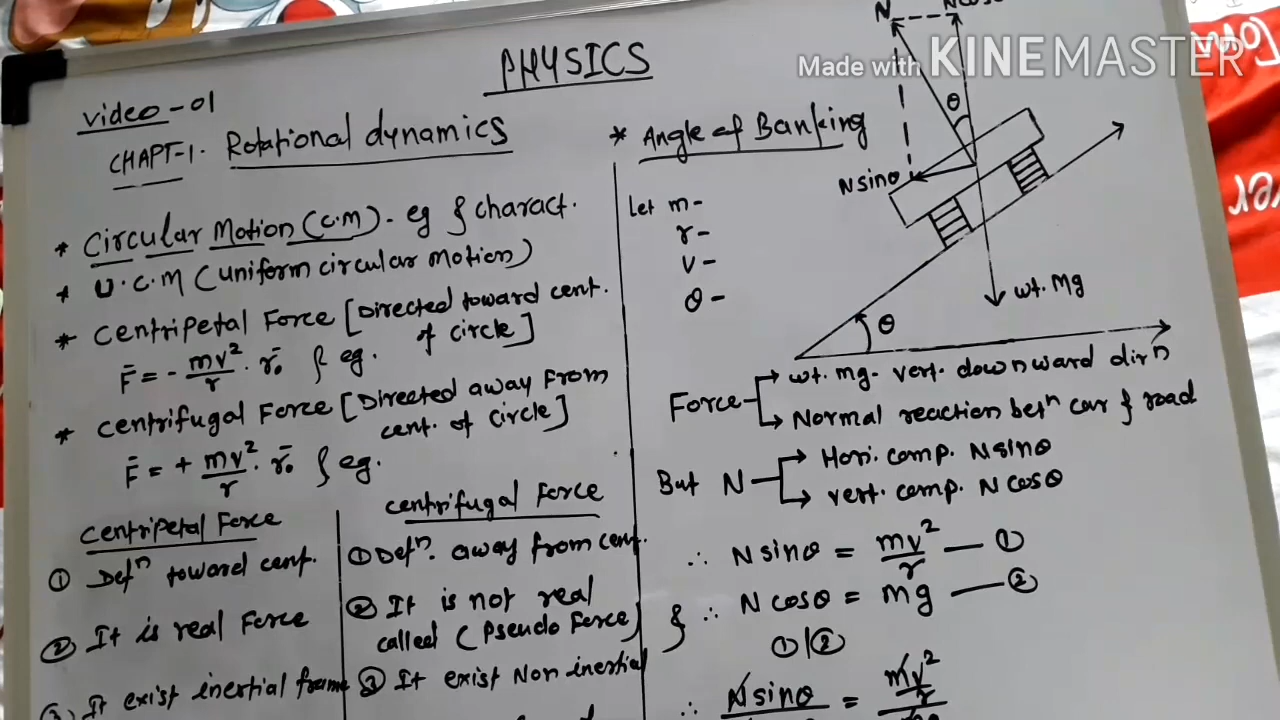 PHYSICS
Made with KINEMASTER
video-01
CHAPT-1. Rotational dynamics
* Circular Motion (C.M) - eg & charact.
* U.C.M (uniform circular motion)
* Centripetal Force [Directed toward cent. of circle]
F̄ = - mv²/r . r̄₀ & eg.
* Centrifugal Force [Directed away From cent. of circle]
F̄ = + mv²/r . r̄₀ & eg.
Centripetal Force
① Defⁿ toward cent.
② It is real Force
③ It exist inertial frame
centrifugal Force
① Defⁿ. away from cent.
② It is not real
called (Pseudo Force)
③ It exist Non inertial
* Angle of Banking
Let m-
r-
v-
θ-
N
θ
Nsinθ
wt. Mg
θ
Force
wt. mg - vert. downward dirⁿ
Normal reaction betⁿ car & road
But N
Hori. comp. Nsinθ
vert. comp. N cosθ
∴ Nsinθ = mv²/r — ①
& ∴ N cosθ = mg — ②
①/②